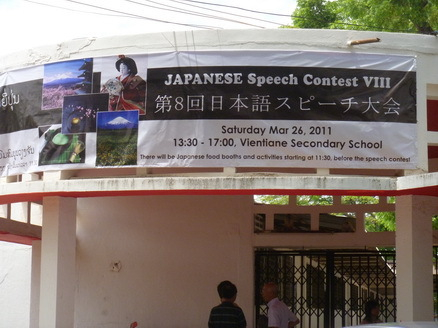 JAPANESE Speech Contest VIII
第8回日本語スピーチ大会
Saturday Mar 26, 2011
13:30 - 17:00, Vientiane Secondary School
There will be Japanese food booths and activities starting at 11:30, before the speech contest